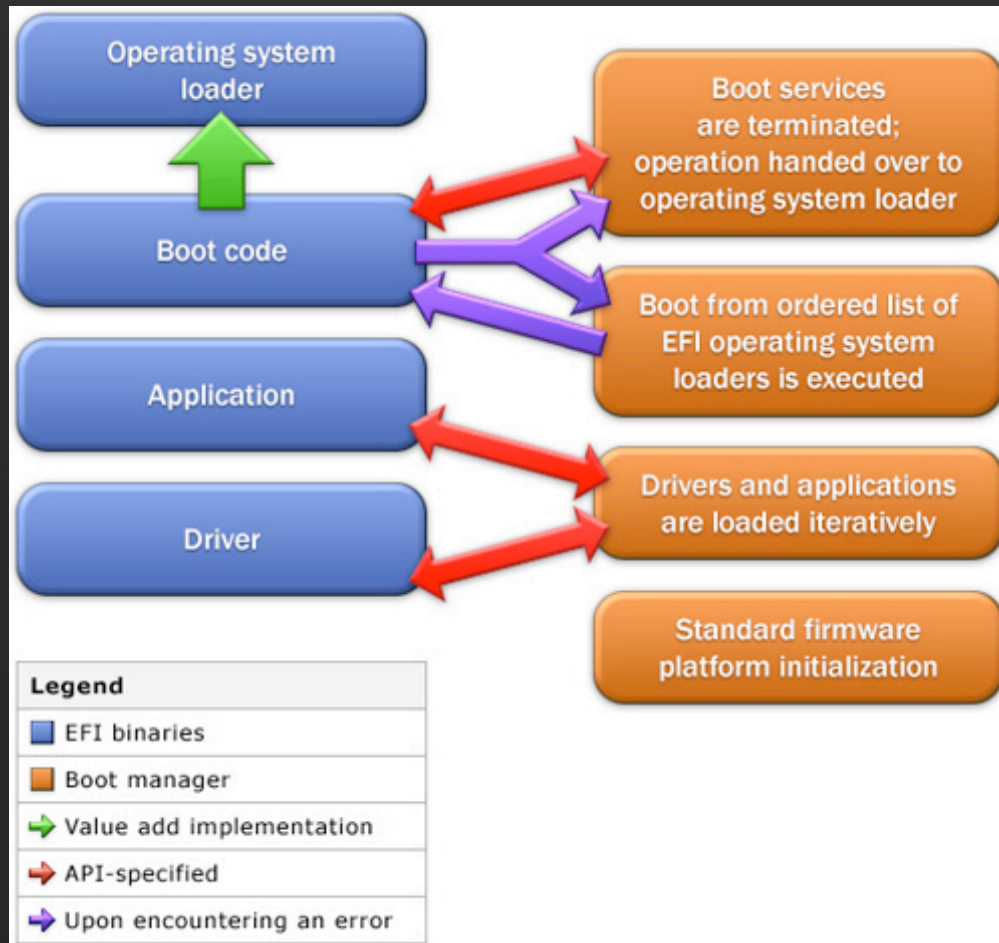 Operating system
loader
Boot code
Application
Driver
Boot services
are terminated;
operation handed over to
operating system loader
Boot from ordered list of
EFI operating system
loaders is executed
Drivers and applications
are loaded iteratively
Standard firmware
platform initialization
Legend
EFI binaries
Boot manager
Value add implementation
API-specified
Upon encountering an error